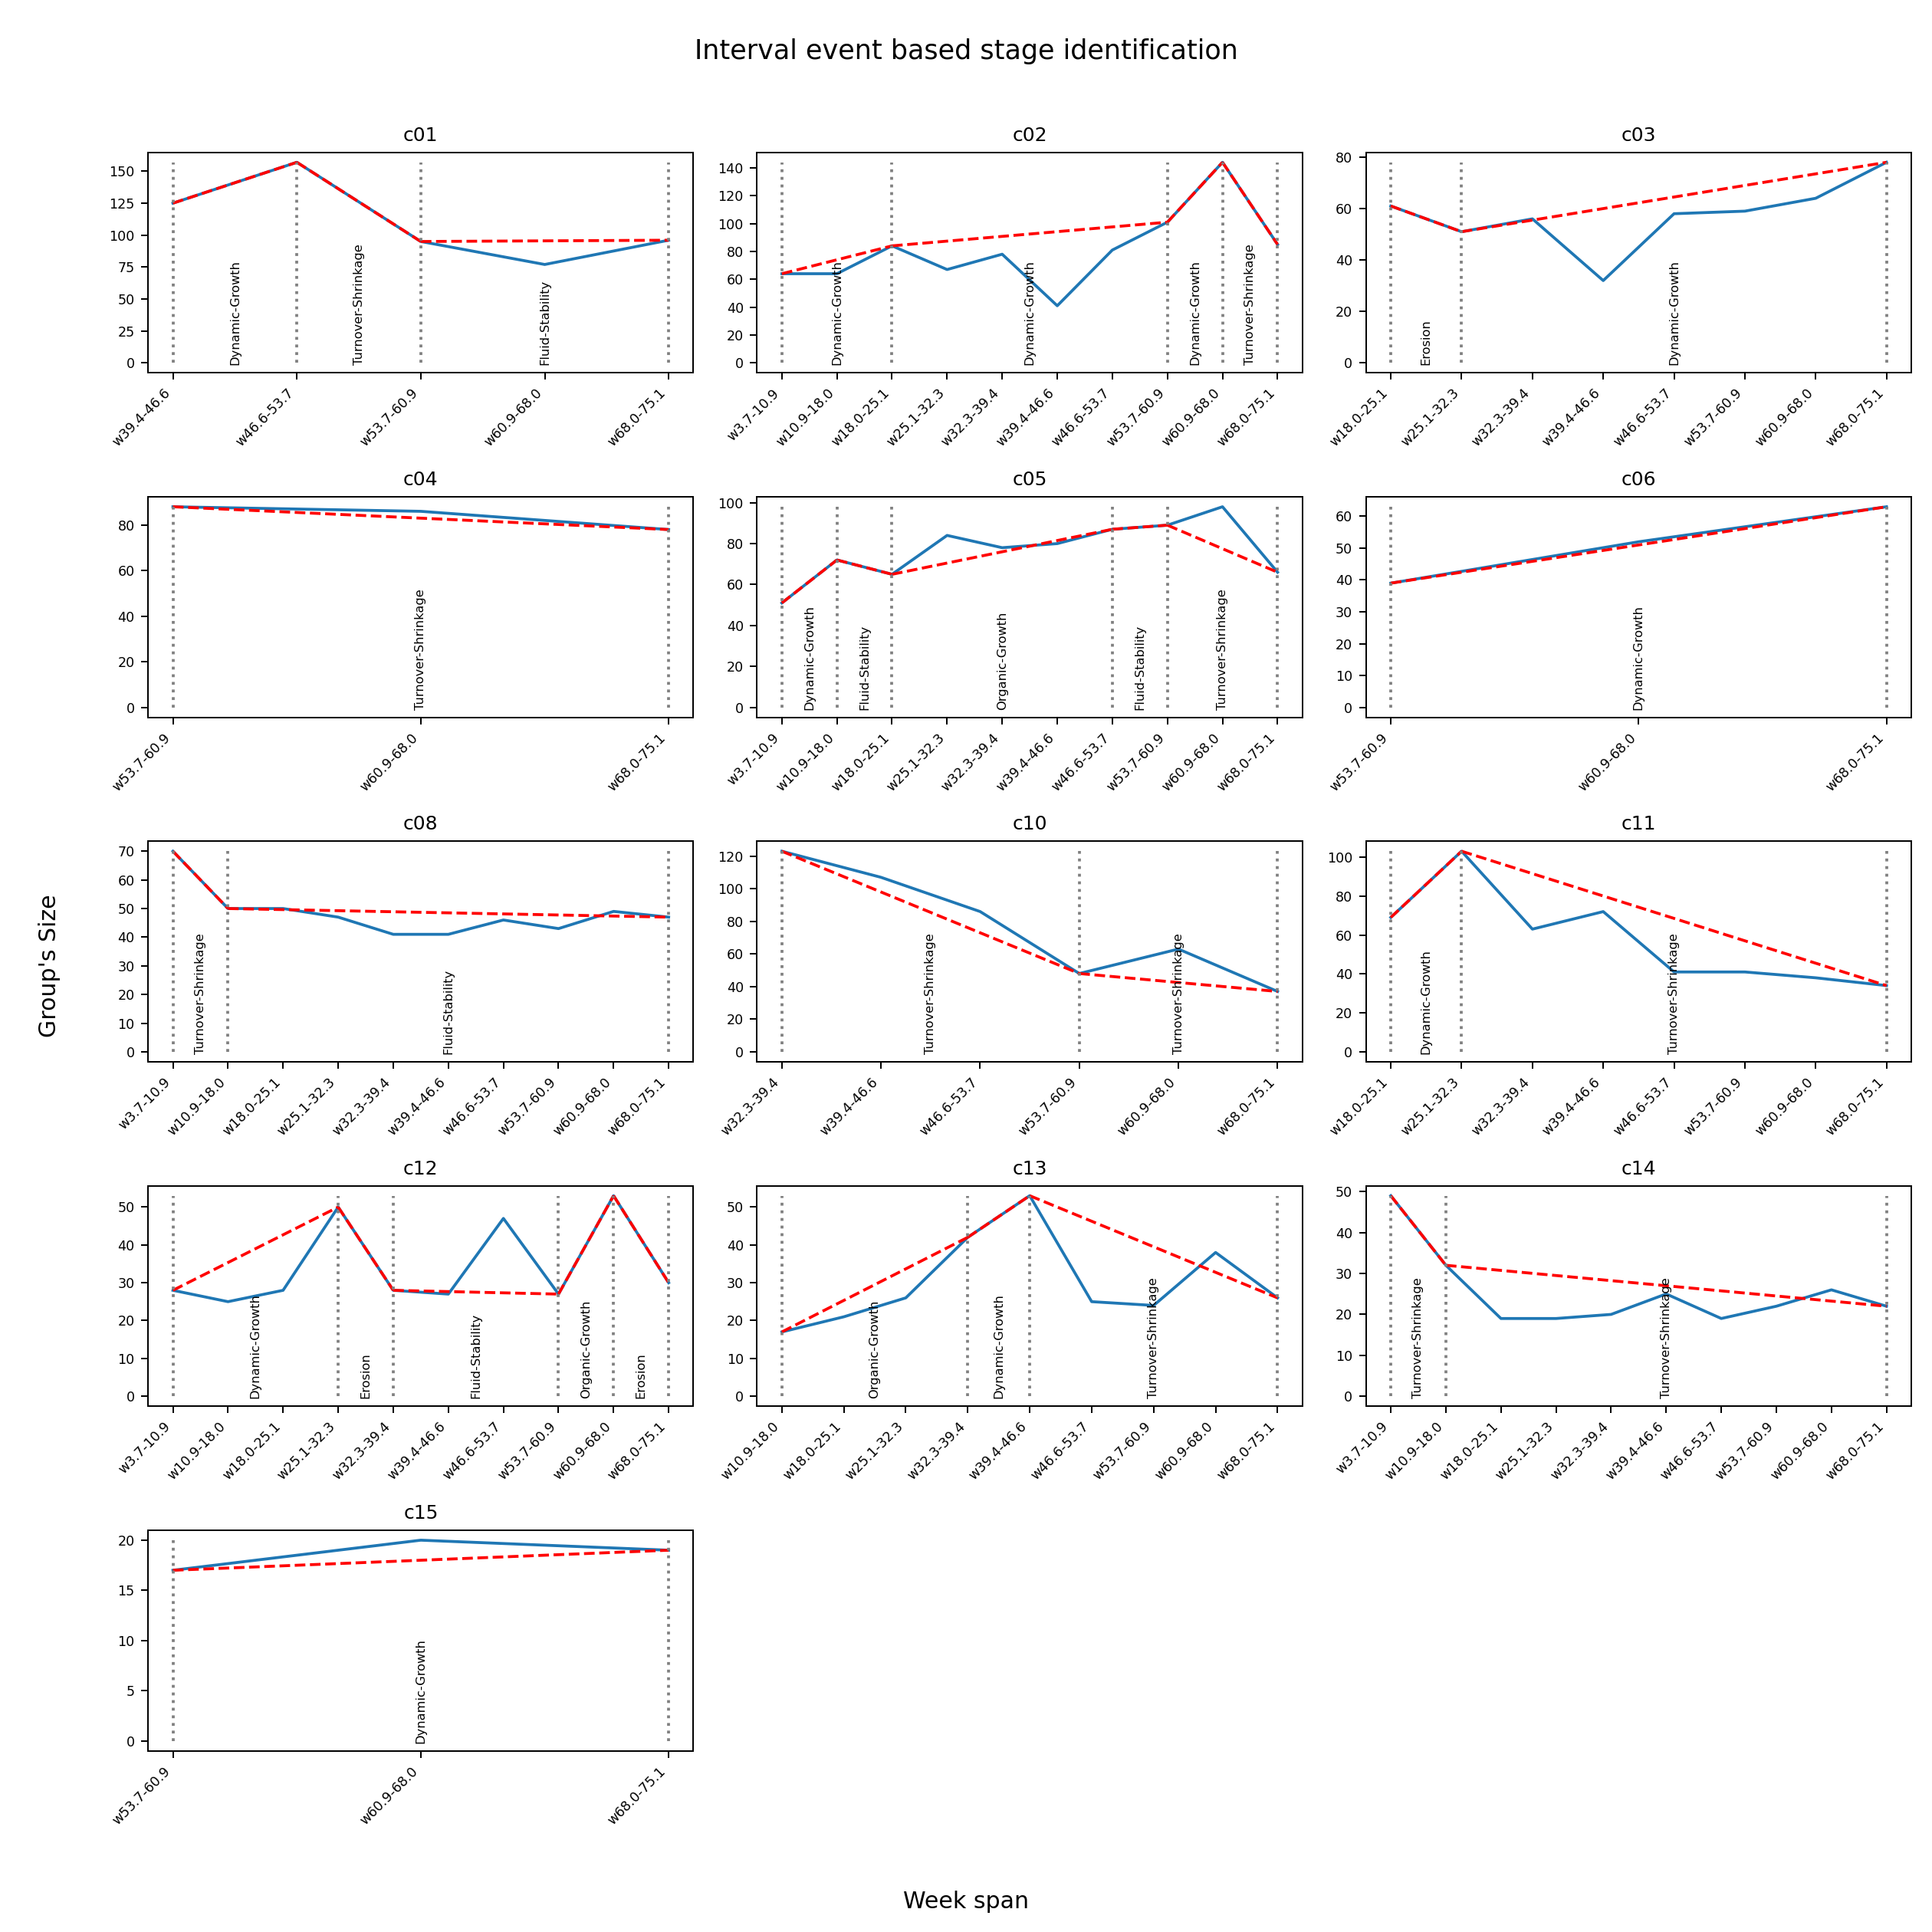 Interval event based stage identification
Group's Size
c01
150
125
100
75
50
25
0
Dynamic-Growth
Turnover-Shrinkage
Fluid-Stability
w39.4-46.6
w46.6-53.7
w53.7-60.9
w60.9-68.0
w68.0-75.1
c02
140
120
100
80
60
40
20
0
Dynamic-Growth
Dynamic-Growth
Dynamic-Growth
Turnover-Shrinkage
w3.7-10.9
w10.9-18.0
w18.0-25.1
w25.1-32.3
w32.3-39.4
w39.4-46.6
w46.6-53.7
w53.7-60.9
w60.9-68.0
w68.0-75.1
c03
80
60
40
20
0
Erosion
Dynamic-Growth
w18.0-25.1
w25.1-32.3
w32.3-39.4
w39.4-46.6
w46.6-53.7
w53.7-60.9
w60.9-68.0
w68.0-75.1
c04
80
60
40
20
0
Turnover-Shrinkage
w53.7-60.9
w60.9-68.0
w68.0-75.1
c05
100
80
60
40
20
0
Dynamic-Growth
Fluid-Stability
Organic-Growth
Fluid-Stability
Turnover-Shrinkage
w3.7-10.9
w10.9-18.0
w18.0-25.1
w25.1-32.3
w32.3-39.4
w39.4-46.6
w46.6-53.7
w53.7-60.9
w60.9-68.0
w68.0-75.1
c06
60
50
40
30
20
10
0
Dynamic-Growth
w53.7-60.9
w60.9-68.0
w68.0-75.1
c08
70
60
50
40
30
20
10
0
Turnover-Shrinkage
Fluid-Stability
w3.7-10.9
w10.9-18.0
w18.0-25.1
w25.1-32.3
w32.3-39.4
w39.4-46.6
w46.6-53.7
w53.7-60.9
w60.9-68.0
w68.0-75.1
c10
120
100
80
60
40
20
0
Turnover-Shrinkage
Turnover-Shrinkage
w32.3-39.4
w39.4-46.6
w46.6-53.7
w53.7-60.9
w60.9-68.0
w68.0-75.1
c11
100
80
60
40
20
0
Dynamic-Growth
Turnover-Shrinkage
w18.0-25.1
w25.1-32.3
w32.3-39.4
w39.4-46.6
w46.6-53.7
w53.7-60.9
w60.9-68.0
w68.0-75.1
c12
50
40
30
20
10
0
Dynamic-Growth
Erosion
Fluid-Stability
Organic-Growth
Erosion
w3.7-10.9
w10.9-18.0
w18.0-25.1
w25.1-32.3
w32.3-39.4
w39.4-46.6
w46.6-53.7
w53.7-60.9
w60.9-68.0
w68.0-75.1
c13
50
40
30
20
10
0
Organic-Growth
Dynamic-Growth
Turnover-Shrinkage
w10.9-18.0
w18.0-25.1
w25.1-32.3
w32.3-39.4
w39.4-46.6
w46.6-53.7
w53.7-60.9
w60.9-68.0
w68.0-75.1
c14
50
40
30
20
10
0
Turnover-Shrinkage
Turnover-Shrinkage
w3.7-10.9
w10.9-18.0
w18.0-25.1
w25.1-32.3
w32.3-39.4
w39.4-46.6
w46.6-53.7
w53.7-60.9
w60.9-68.0
w68.0-75.1
c15
20
15
10
5
0
Dynamic-Growth
w53.7-60.9
w60.9-68.0
w68.0-75.1
Week span